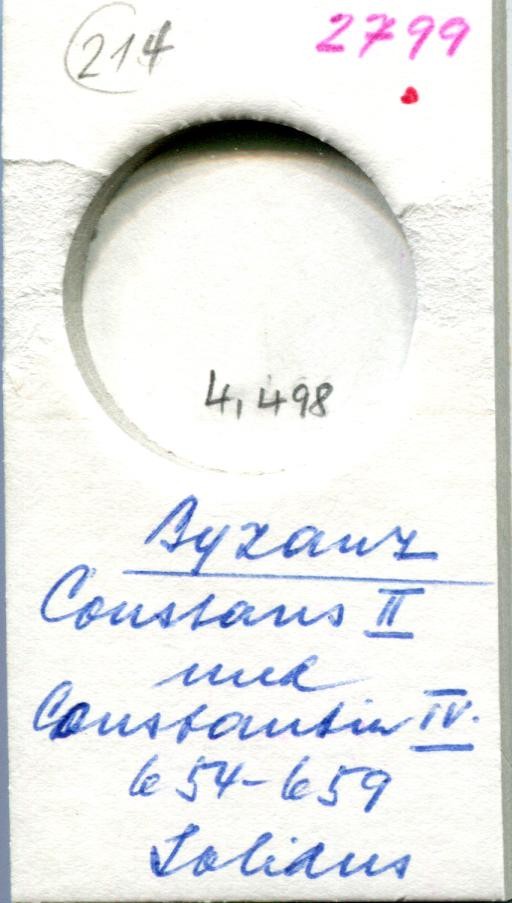 214 2799
4,498
Byzanz
Constans II
und
Constantin IV.
654-659
Solidus